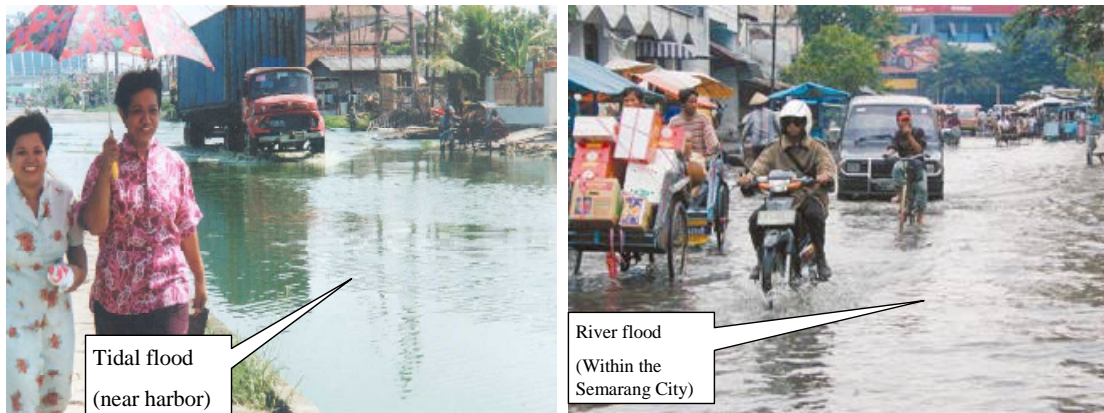 Tidal flood
(near harbor)
River flood
(Within the
Semarang City)